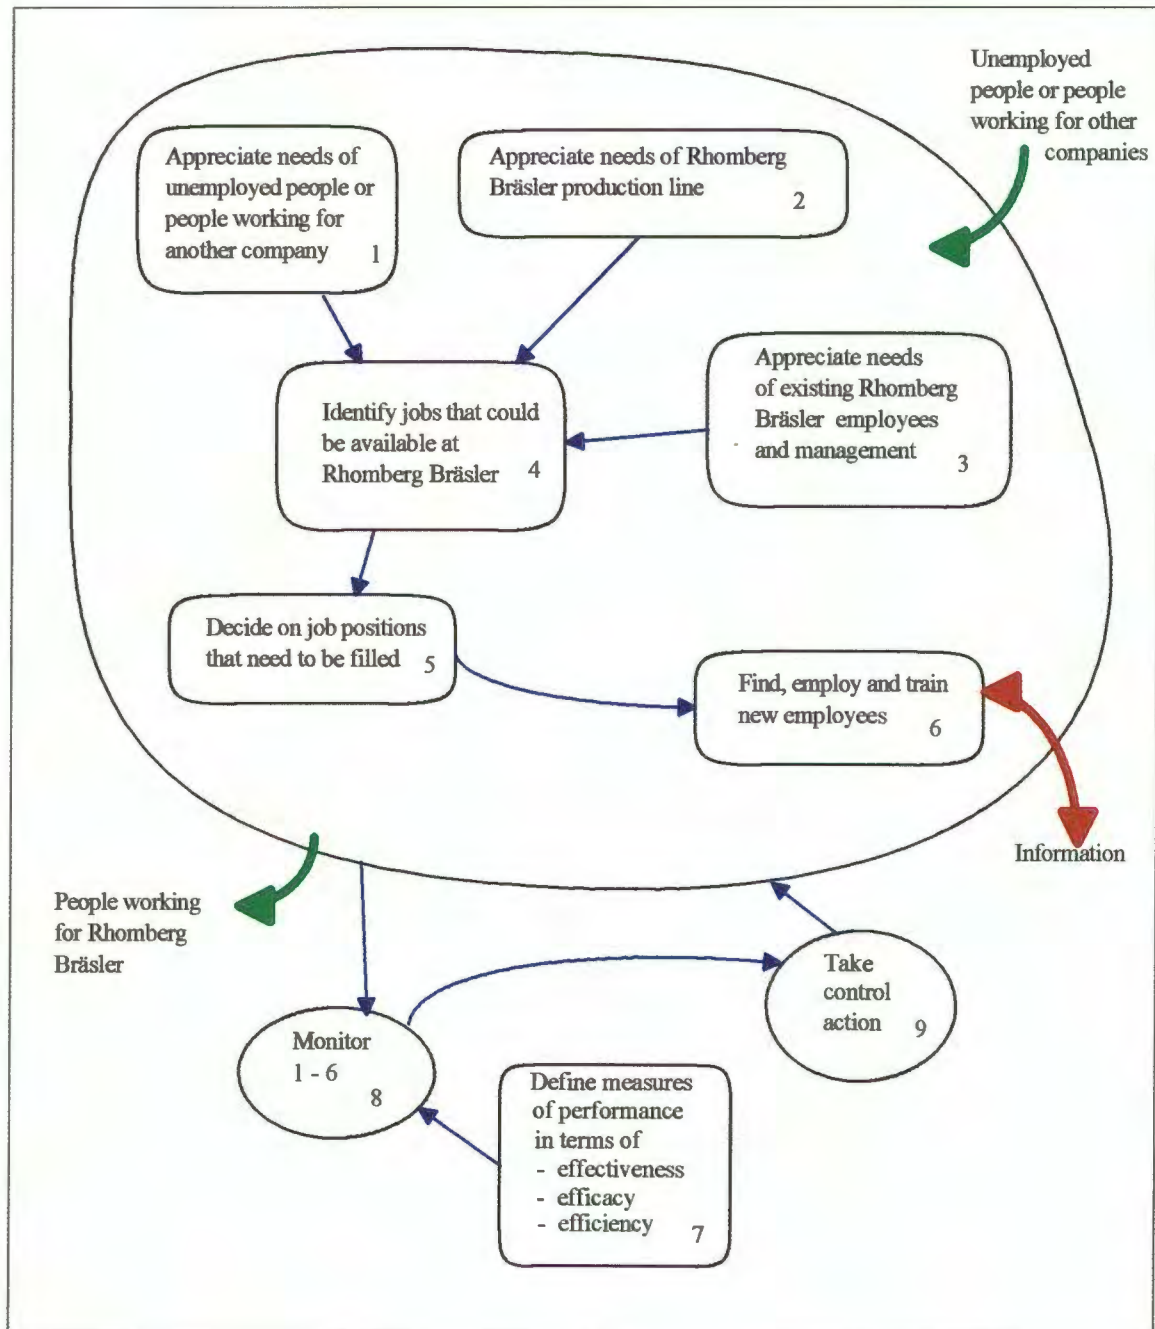 Unemployed
people or people
working for other
companies
Appreciate needs of
unemployed people or
people working for
another company
1
Appreciate needs of Rhomberg
Bräsler production line
2
Appreciate needs
of existing Rhomberg
Bräsler employees
and management
3
Identify jobs that could
be available at
Rhomberg Bräsler
4
Decide on job positions
that need to be filled
5
Find, employ and train
new employees
6
Information
People working
for Rhomberg
Bräsler
Take
control
action
9
Monitor
1 - 6
8
Define measures
of performance
in terms of
- effectiveness
- efficacy
- efficiency
7